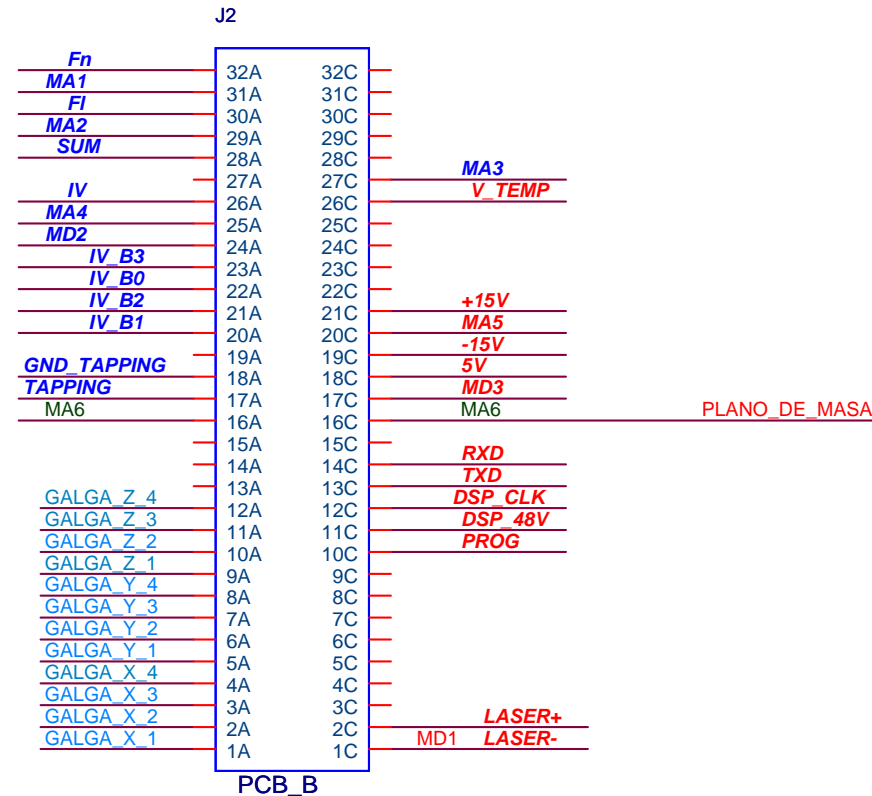 J2
Fn 32A 32C
MA1 31A 31C
Fl 30A 30C
MA2 29A 29C
SUM 28A 28C
27A 27C MA3
IV 26A 26C V_TEMP
MA4 25A 25C
MD2 24A 24C
IV_B3 23A 23C
IV_B0 22A 22C
IV_B2 21A 21C +15V
IV_B1 20A 20C MA5
19A 19C -15V
GND_TAPPING 18A 18C 5V
TAPPING 17A 17C MD3
MA6 16A 16C MA6 PLANO_DE_MASA
15A 15C
14A 14C RXD
13A 13C TXD
GALGA_Z_4 12A 12C DSP_CLK
GALGA_Z_3 11A 11C DSP_48V
GALGA_Z_2 10A 10C PROG
GALGA_Z_1 9A 9C
GALGA_Y_4 8A 8C
GALGA_Y_3 7A 7C
GALGA_Y_2 6A 6C
GALGA_Y_1 5A 5C
GALGA_X_4 4A 4C
GALGA_X_3 3A 3C
GALGA_X_2 2A 2C LASER+
GALGA_X_1 1A 1C MD1 LASER-
PCB_B